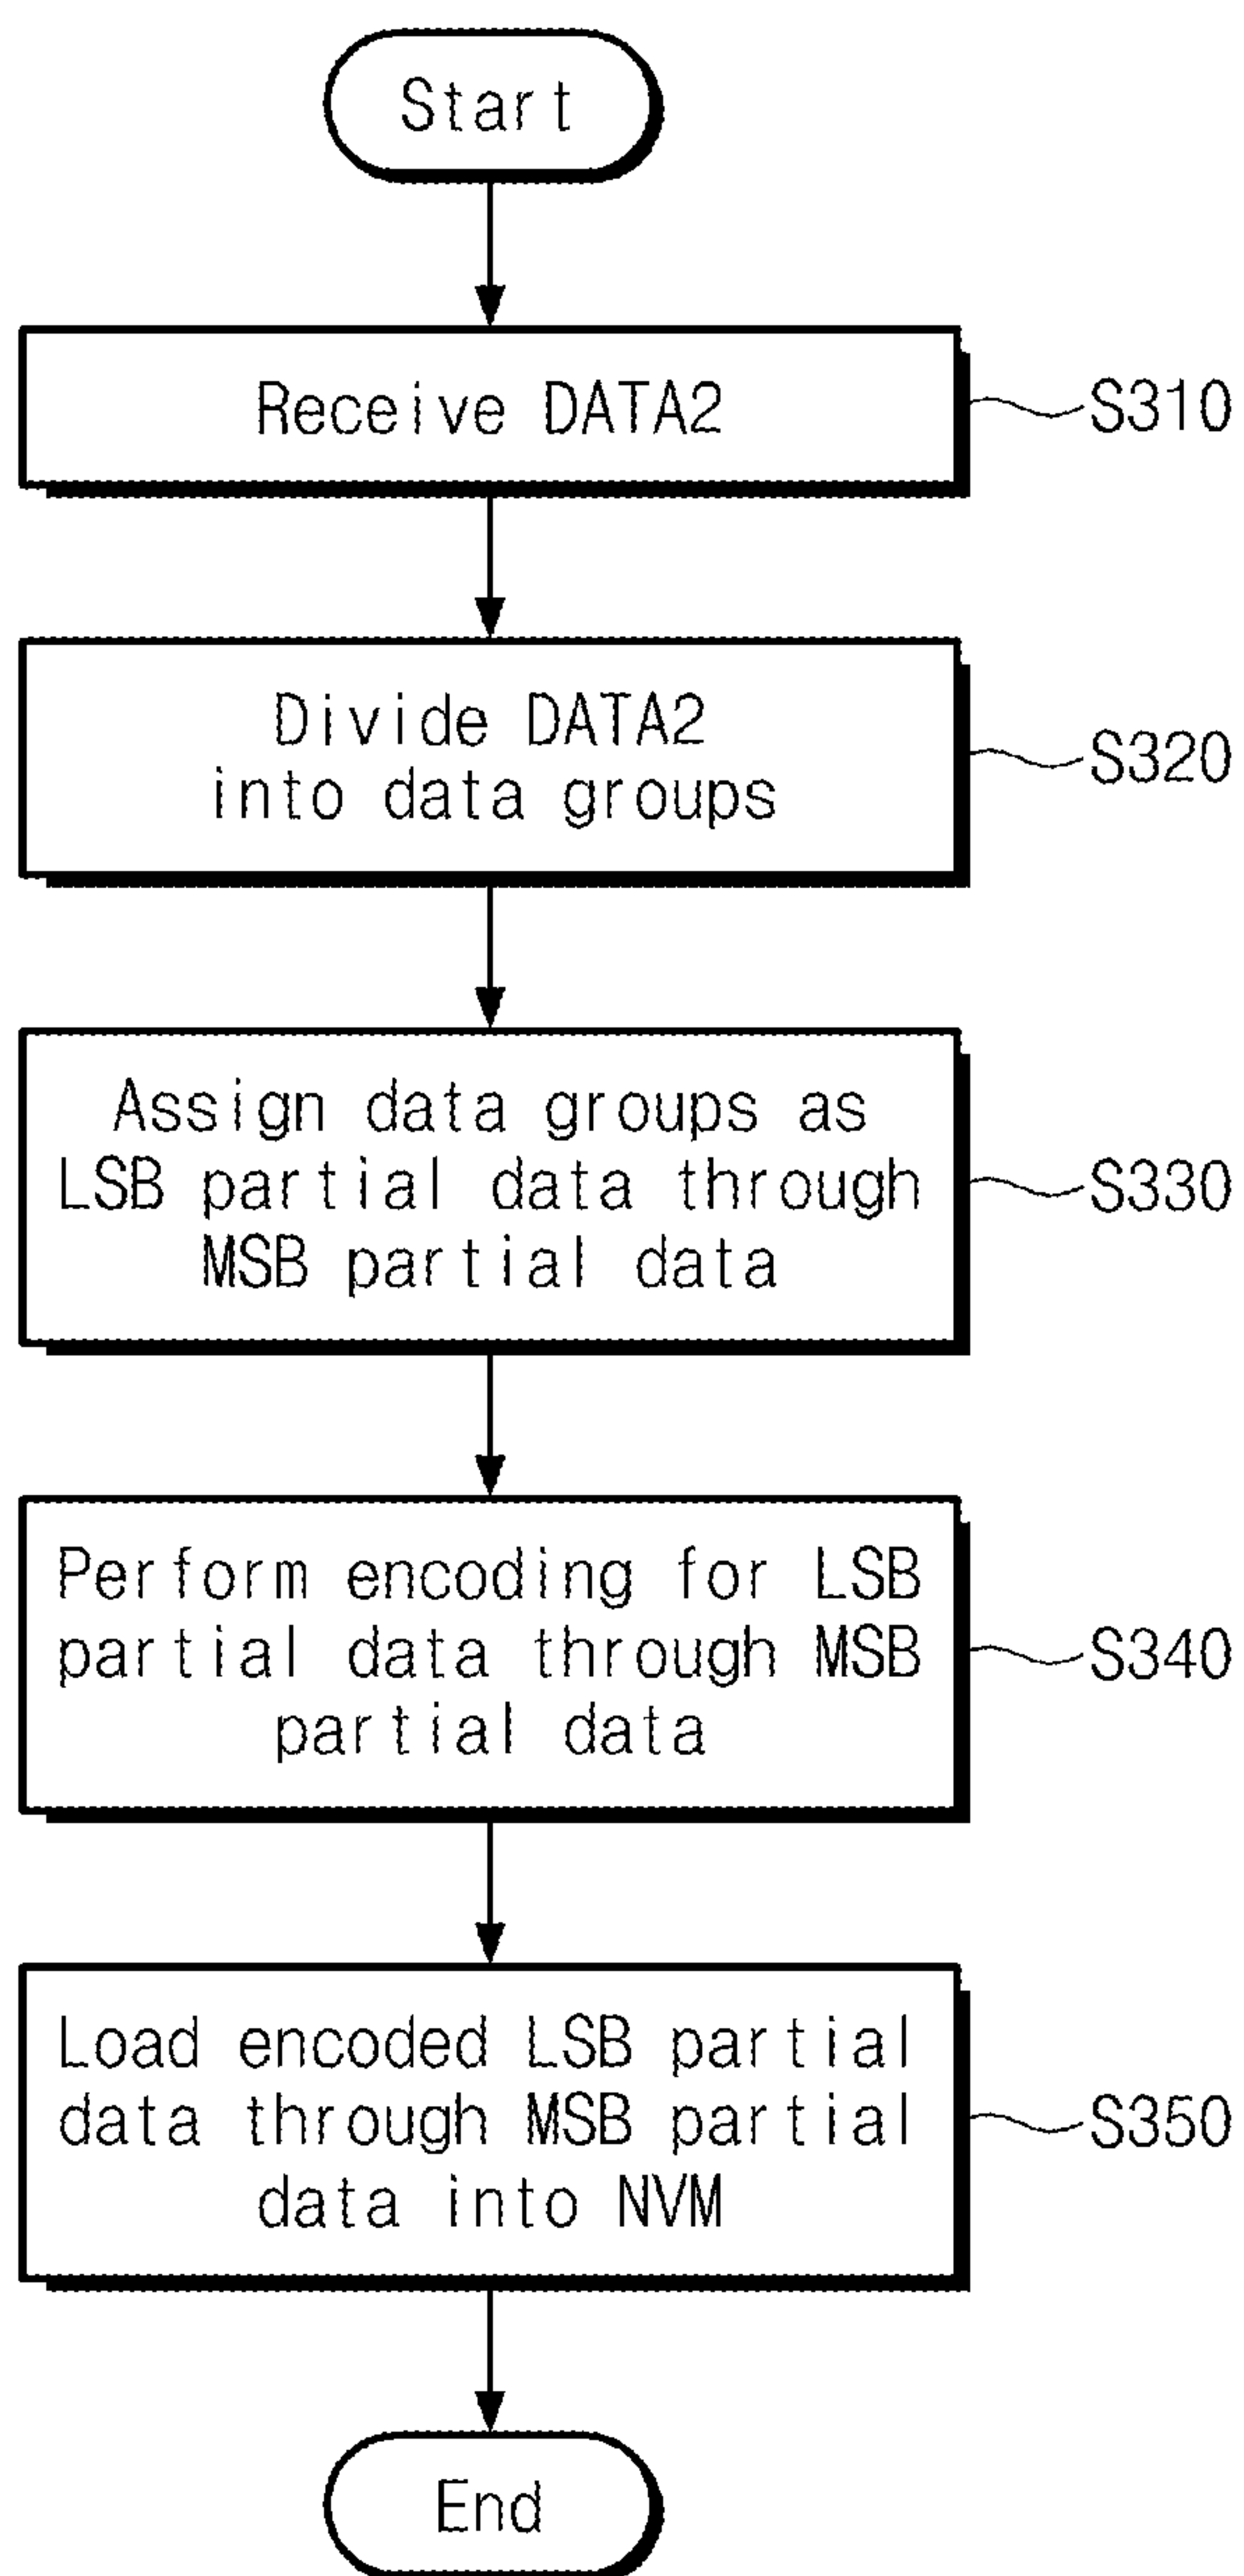 Start
Receive DATA2
S310
Divide DATA2
into data groups
S320
Assign data groups as
LSB partial data through
MSB partial data
S330
Perform encoding for LSB
partial data through MSB
partial data
S340
Load encoded LSB partial
data through MSB partial
data into NVM
S350
End